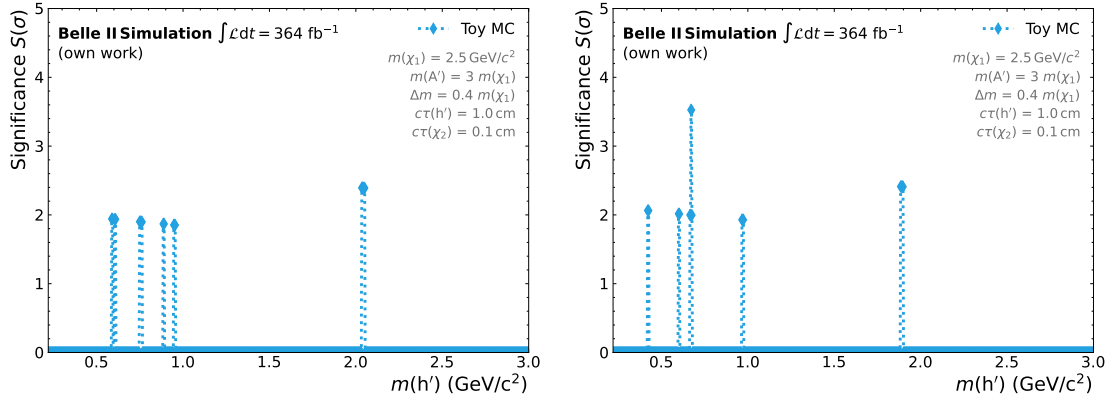 Significance S(σ)
5
4
3
2
1
0
Belle II Simulation ∫ℒdt = 364 fb⁻¹
(own work)
Toy MC
m(χ₁) = 2.5 GeV/c²
m(A′) = 3 m(χ₁)
Δm = 0.4 m(χ₁)
cτ(h′) = 1.0 cm
cτ(χ₂) = 0.1 cm
0.5 1.0 1.5 2.0 2.5 3.0
m(h′) (GeV/c²)
Significance S(σ)
5
4
3
2
1
0
Belle II Simulation ∫ℒdt = 364 fb⁻¹
(own work)
Toy MC
m(χ₁) = 2.5 GeV/c²
m(A′) = 3 m(χ₁)
Δm = 0.4 m(χ₁)
cτ(h′) = 1.0 cm
cτ(χ₂) = 0.1 cm
0.5 1.0 1.5 2.0 2.5 3.0
m(h′) (GeV/c²)